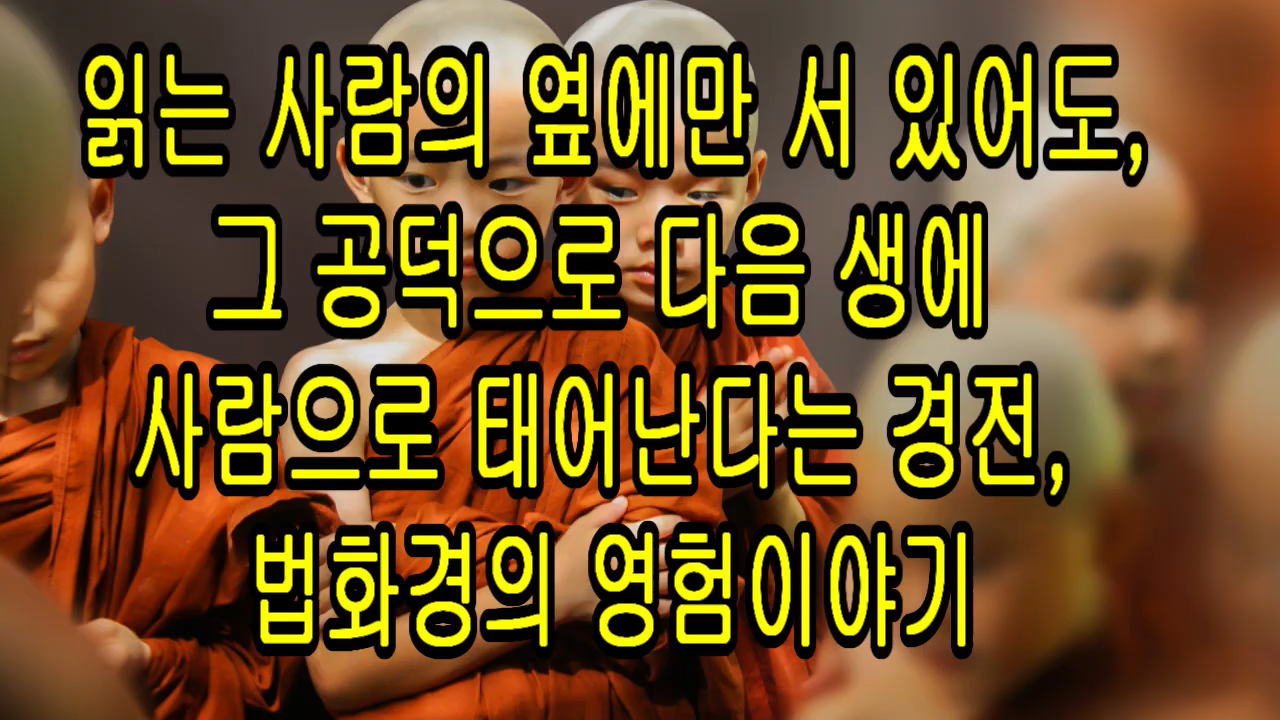 읽는 사람의 옆에만 서 있어도,
그 공덕으로 다음 생에
사람으로 태어난다는 경전,
법화경의 영험이야기